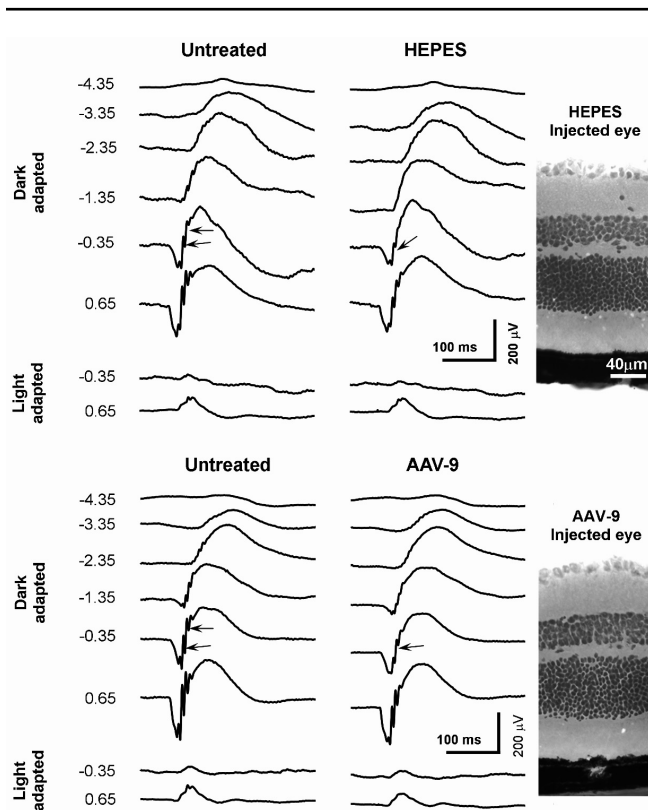 Untreated
HEPES
Dark adapted
-4.35
-3.35
-2.35
-1.35
-0.35
0.65
100 ms
200 μV
Light adapted
-0.35
0.65
HEPES
Injected eye
40μm
Untreated
AAV-9
Dark adapted
-4.35
-3.35
-2.35
-1.35
-0.35
0.65
100 ms
200 μV
Light adapted
-0.35
0.65
AAV-9
Injected eye